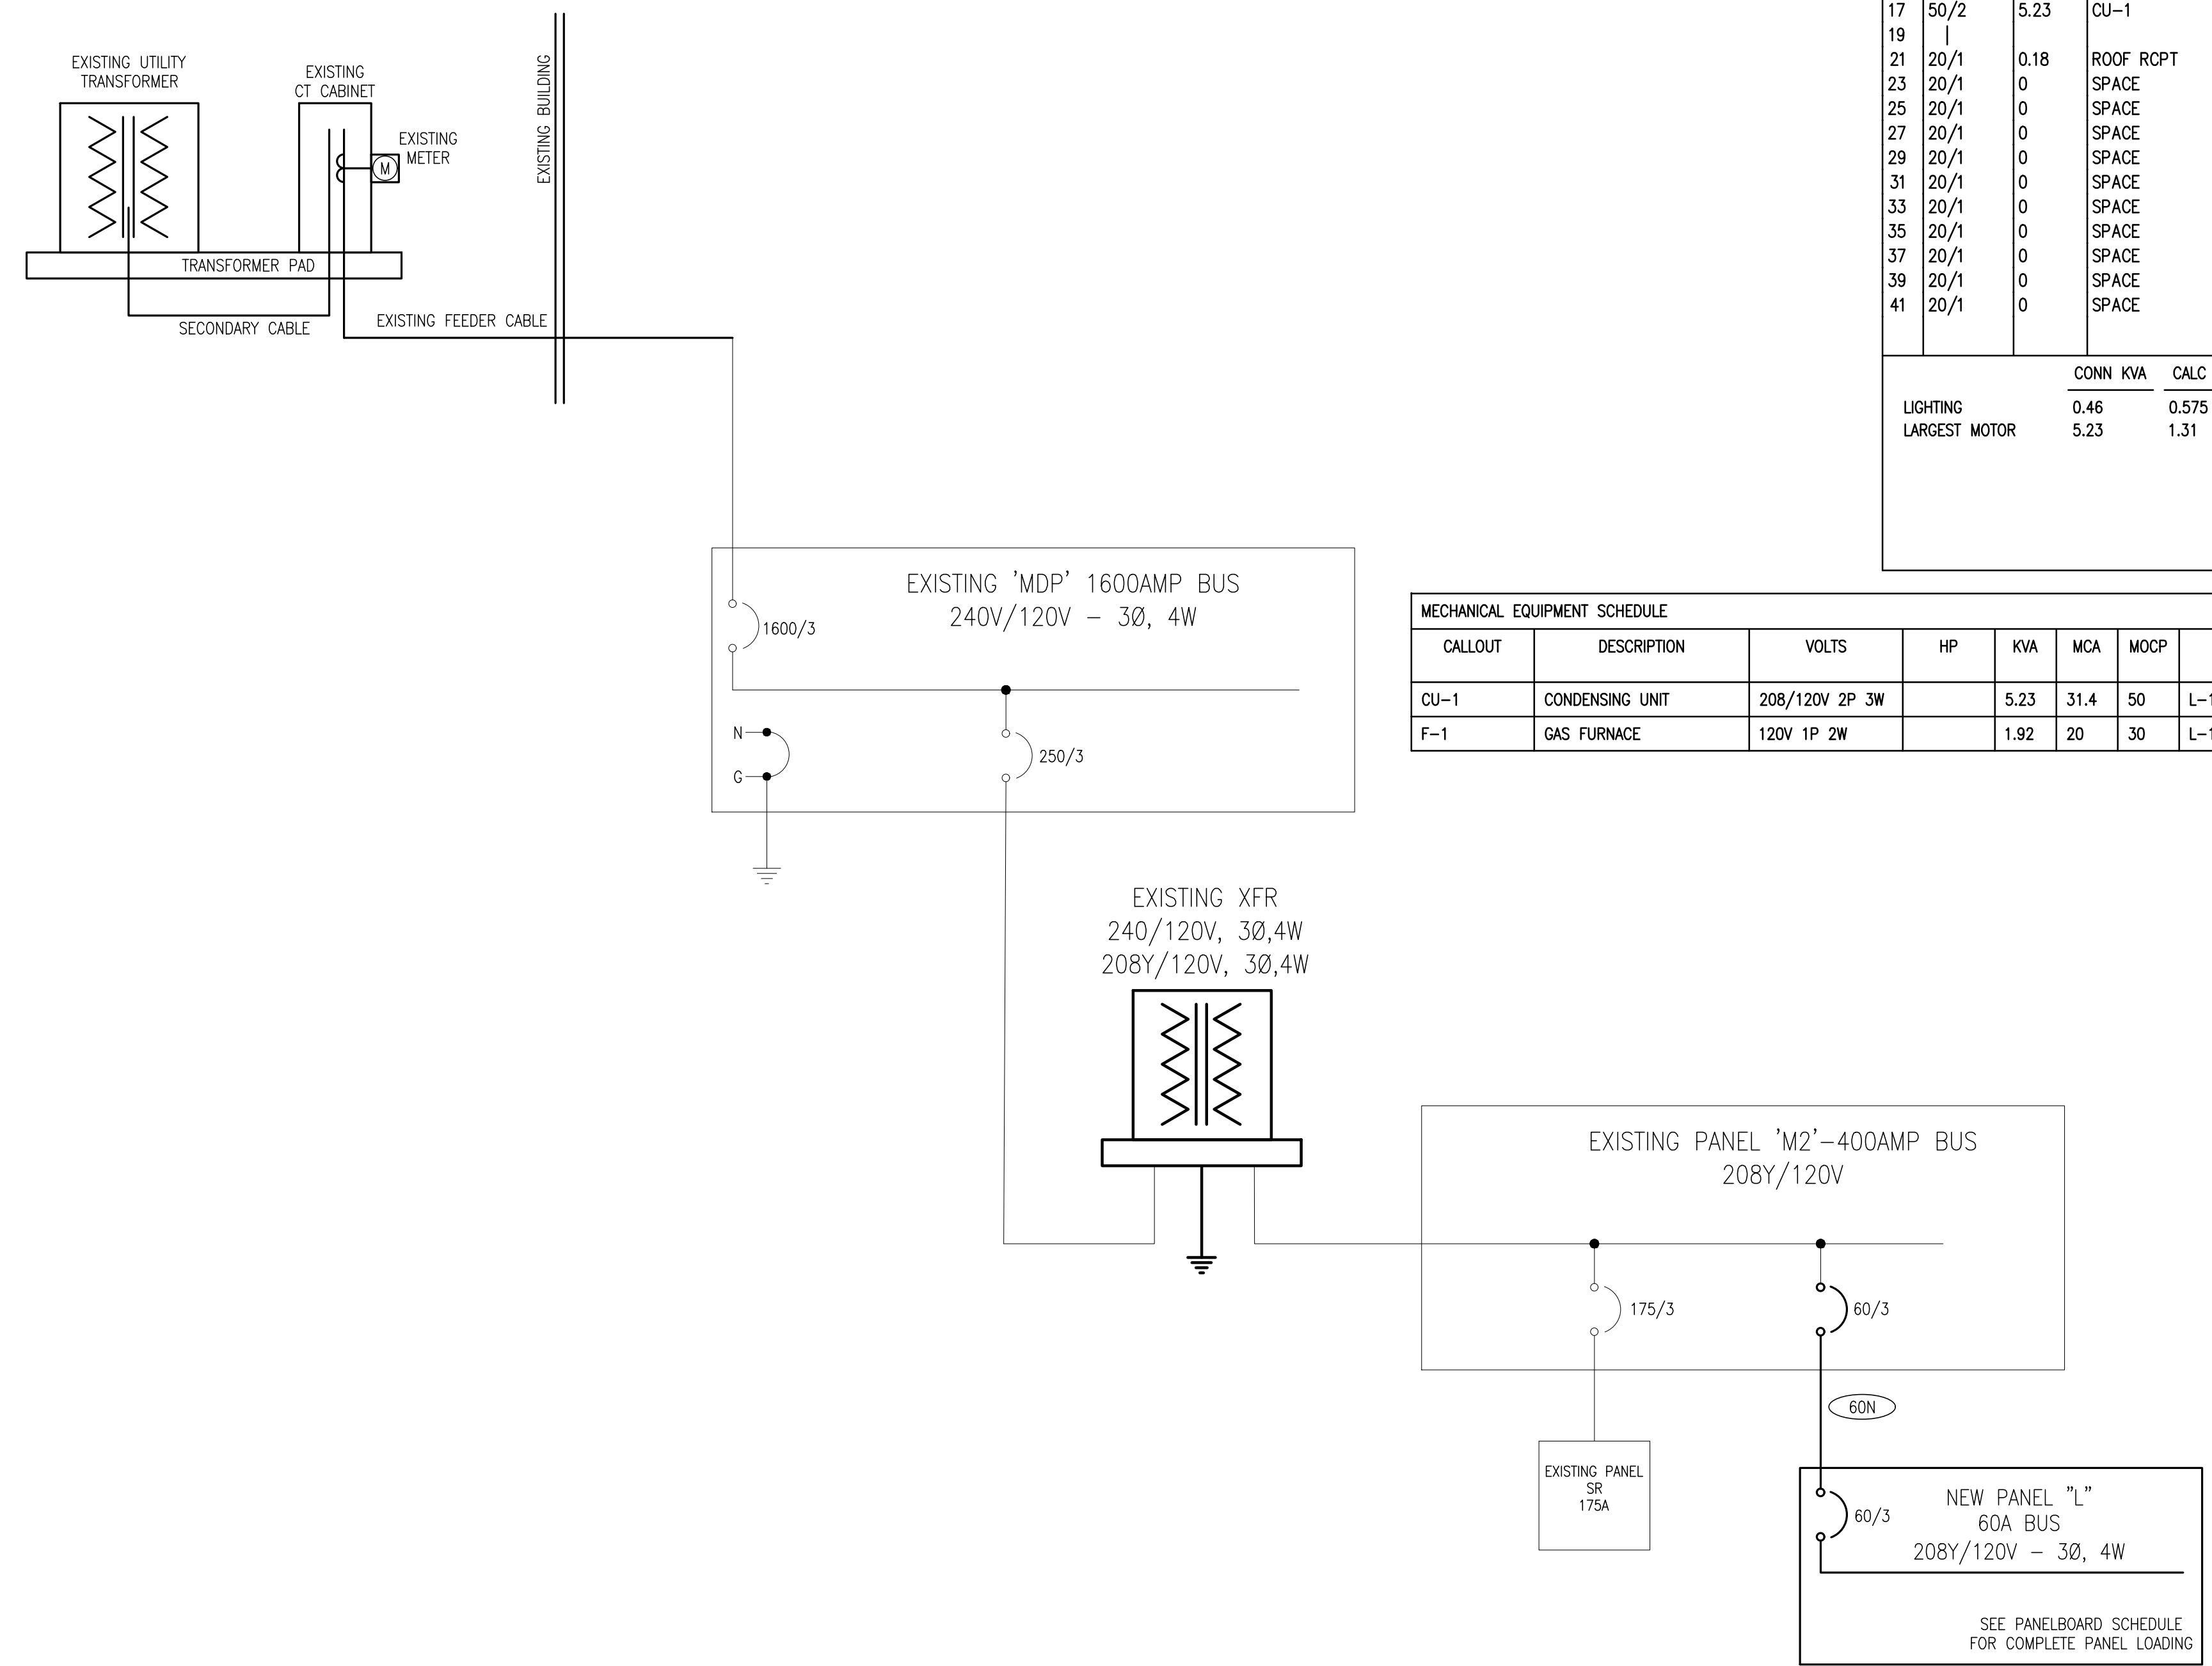 EXISTING UTILITY
TRANSFORMER
EXISTING
CT CABINET
EXISTING
METER
M
EXISTING BUILDING
TRANSFORMER PAD
SECONDARY CABLE
EXISTING FEEDER CABLE
17 50/2 5.23 CU-1
19 |
21 20/1 0.18 ROOF RCPT
23 20/1 0 SPACE
25 20/1 0 SPACE
27 20/1 0 SPACE
29 20/1 0 SPACE
31 20/1 0 SPACE
33 20/1 0 SPACE
35 20/1 0 SPACE
37 20/1 0 SPACE
39 20/1 0 SPACE
41 20/1 0 SPACE
CONN KVA CALC
LIGHTING 0.46 0.575
LARGEST MOTOR 5.23 1.31
EXISTING 'MDP' 1600AMP BUS
240V/120V - 3Ø, 4W
1600/3
N
G
250/3
MECHANICAL EQUIPMENT SCHEDULE
CALLOUT DESCRIPTION VOLTS HP KVA MCA MOCP
CU-1 CONDENSING UNIT 208/120V 2P 3W 5.23 31.4 50 L-1
F-1 GAS FURNACE 120V 1P 2W 1.92 20 30 L-1
EXISTING XFR
240/120V, 3Ø,4W
208Y/120V, 3Ø,4W
EXISTING PANEL 'M2'-400AMP BUS
208Y/120V
175/3
60/3
60N
EXISTING PANEL
SR
175A
60/3
NEW PANEL "L"
60A BUS
208Y/120V - 3Ø, 4W
SEE PANELBOARD SCHEDULE
FOR COMPLETE PANEL LOADING